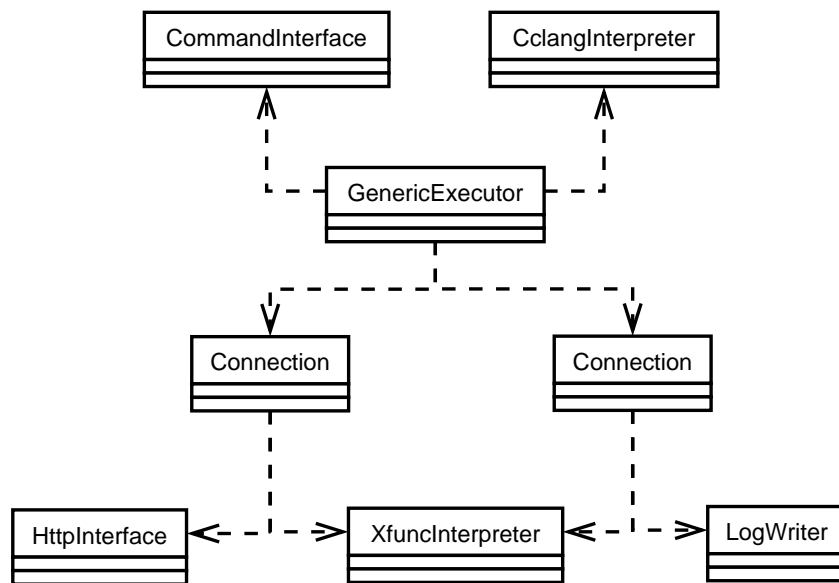 CommandInterface
CclangInterpreter
GenericExecutor
Connection
Connection
HttpInterface
XfuncInterpreter
LogWriter